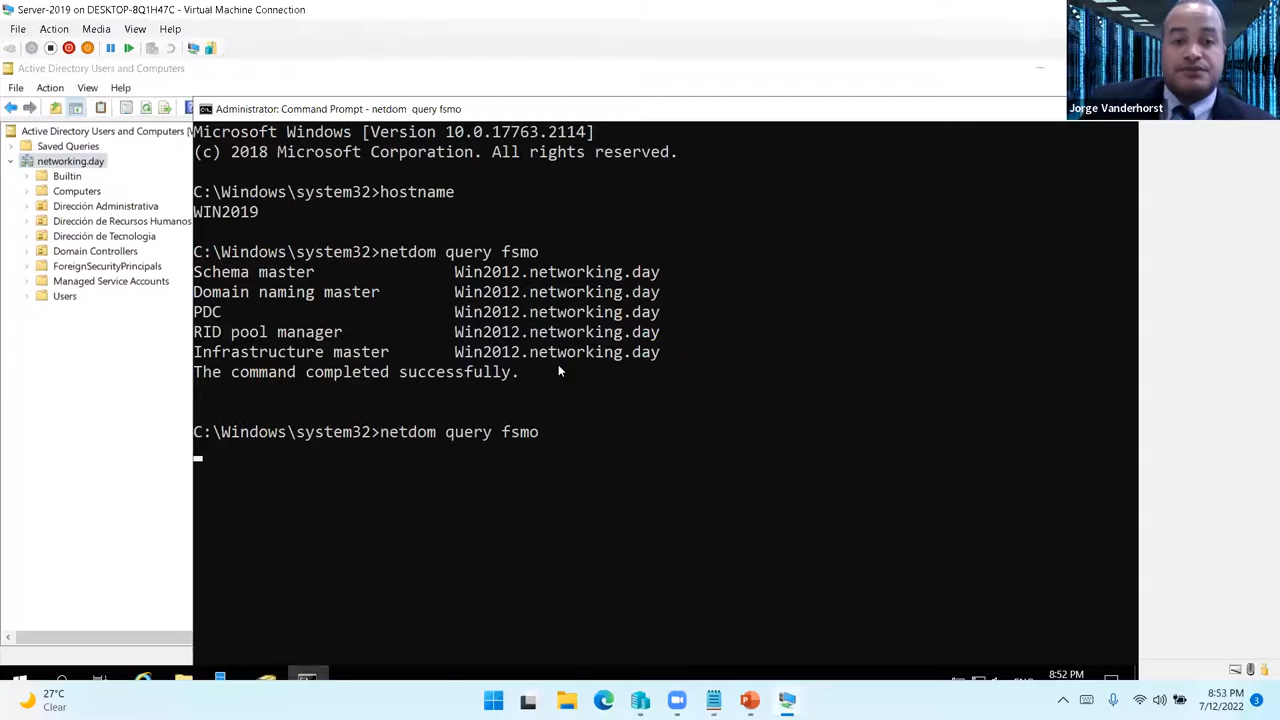 Server-2019 on DESKTOP-8Q1H47C - Virtual Machine Connection
File Action Media View Help
Active Directory Users and Computers
File Action View Help
Jorge Vanderhorst
Administrator: Command Prompt - netdom query fsmo
Active Directory Users and Computers [
Saved Queries
networking.day
Builtin
Computers
Dirección Administrativa
Dirección de Recursos Humanos
Dirección de Tecnologia
Domain Controllers
ForeignSecurityPrincipals
Managed Service Accounts
Users
Microsoft Windows [Version 10.0.17763.2114]
(c) 2018 Microsoft Corporation. All rights reserved.
C:\Windows\system32>hostname
WIN2019
C:\Windows\system32>netdom query fsmo
Schema master Win2012.networking.day
Domain naming master Win2012.networking.day
PDC Win2012.networking.day
RID pool manager Win2012.networking.day
Infrastructure master Win2012.networking.day
The command completed successfully.
C:\Windows\system32>netdom query fsmo
8:52 PM
27°C
Clear
8:53 PM
7/12/2022
3